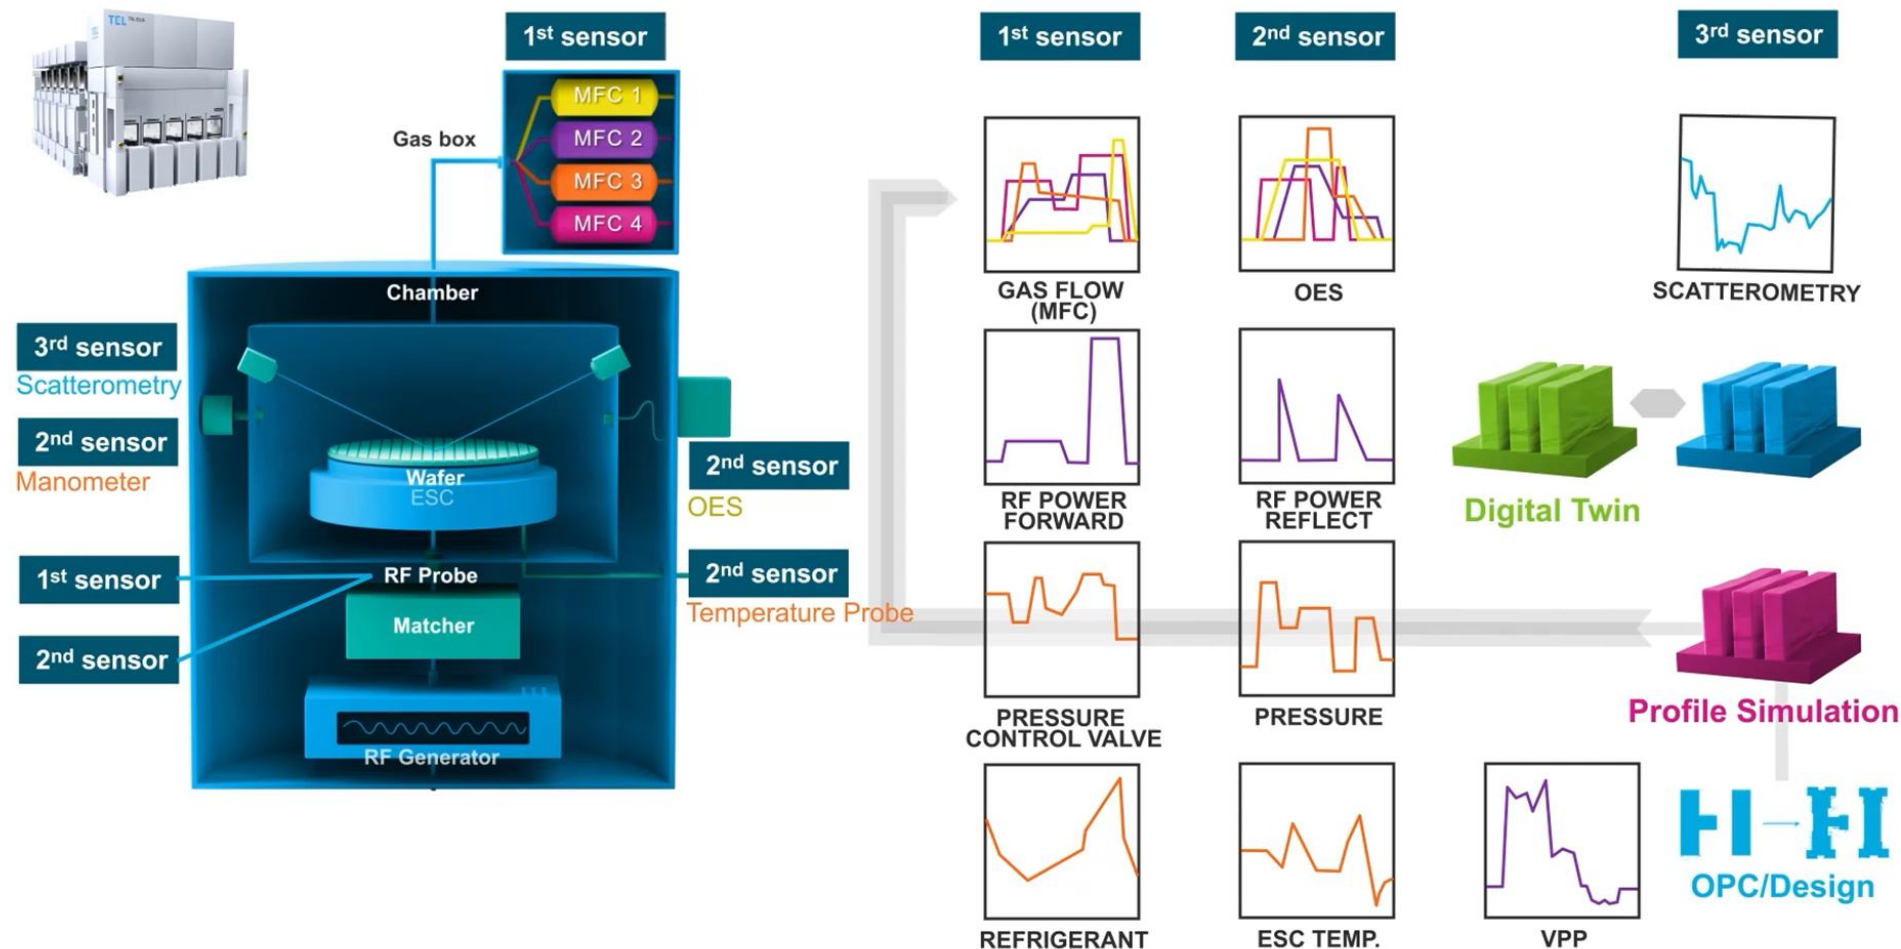 TEL
1st sensor
1st sensor
2nd sensor
3rd sensor
MFC 1
MFC 2
MFC 3
MFC 4
Gas box
Chamber
3rd sensor
Scatterometry
2nd sensor
Manometer
Wafer
ESC
2nd sensor
OES
1st sensor
RF Probe
2nd sensor
Temperature Probe
Matcher
2nd sensor
RF Generator
GAS FLOW
(MFC)
OES
SCATTEROMETRY
RF POWER
FORWARD
RF POWER
REFLECT
Digital Twin
PRESSURE
CONTROL VALVE
PRESSURE
Profile Simulation
REFRIGERANT
ESC TEMP.
VPP
OPC/Design